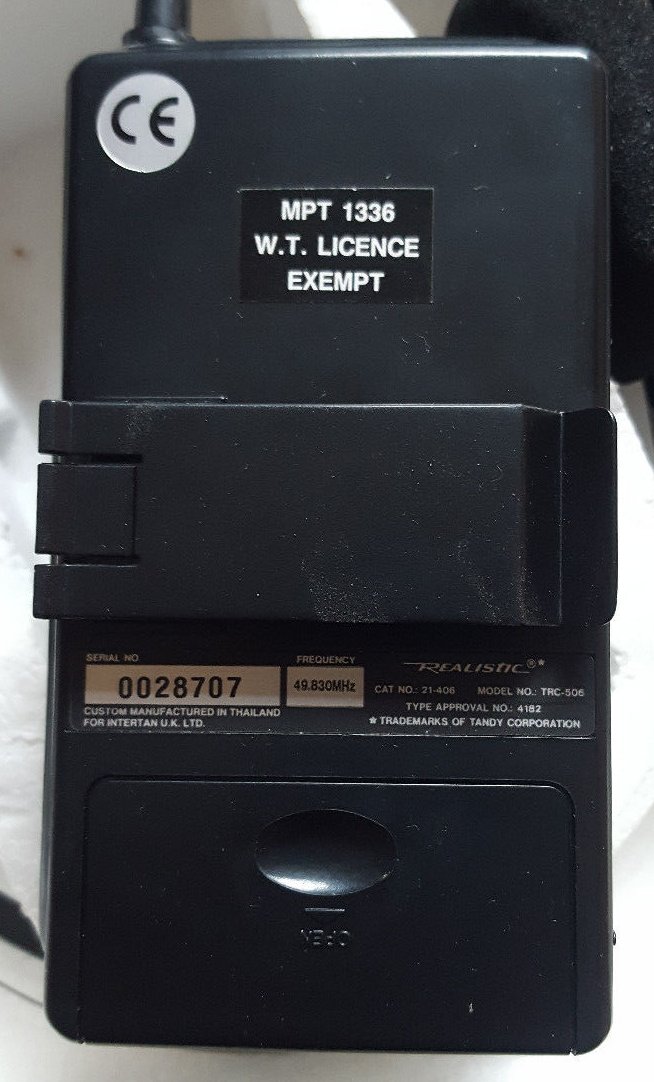 CE
MPT 1336
W.T. LICENCE
EXEMPT
SERIAL NO
0028707
CUSTOM MANUFACTURED IN THAILAND
FOR INTERTAN U.K. LTD.
FREQUENCY
49.830MHz
REALISTIC®*
CAT NO.: 21-406 MODEL NO.: TRC-506
TYPE APPROVAL NO.: 4182
* TRADEMARKS OF TANDY CORPORATION
OPEN